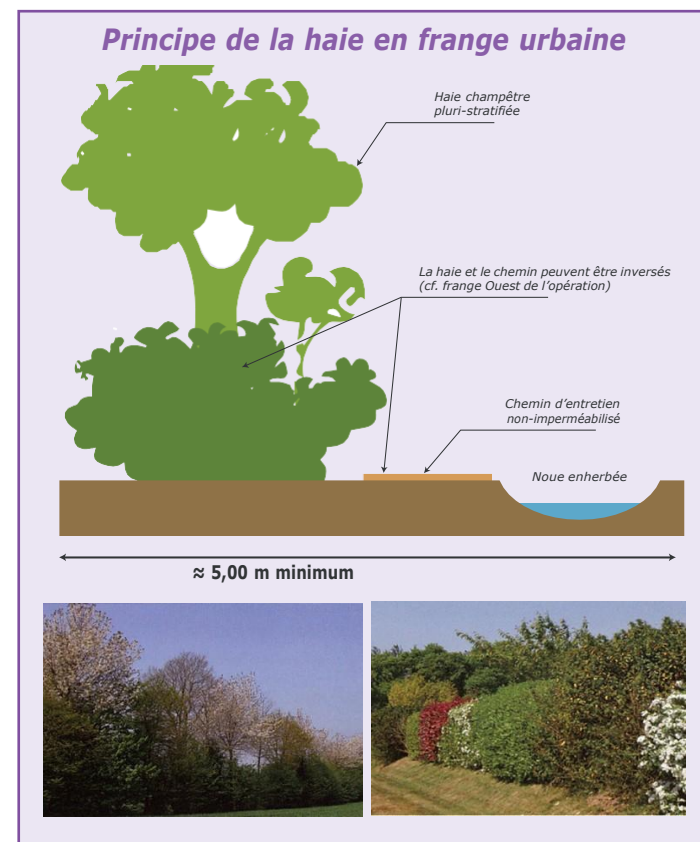 Principe de la haie en frange urbaine
Haie champêtre
pluri-stratifiée
La haie et le chemin peuvent être inversés
(cf. frange Ouest de l’opération)
Chemin d’entretien
non-imperméabilisé
Noue enherbée
≈ 5,00 m minimum